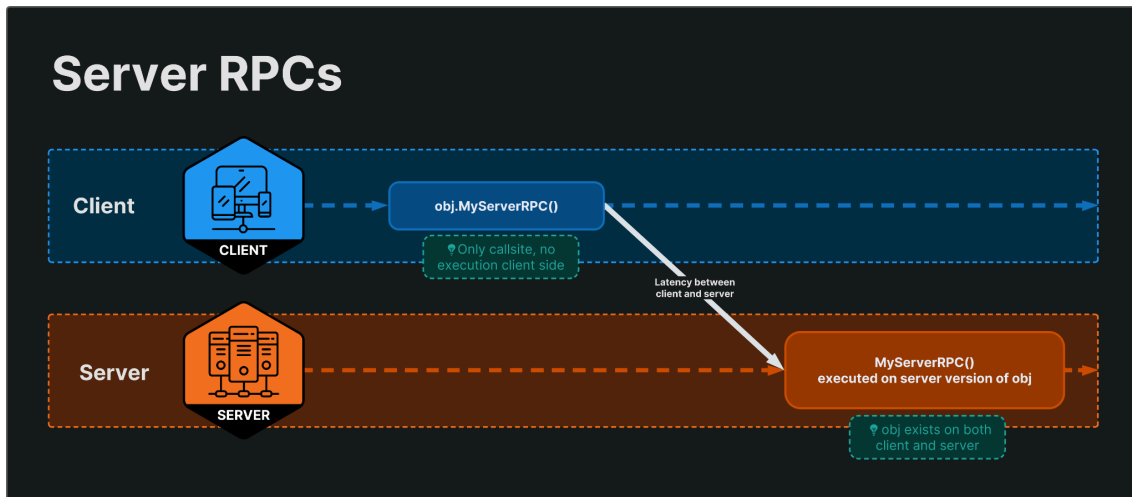 Server RPCs
Client
CLIENT
obj.MyServerRPC()
Only callsite, no
execution client side
Latency between
client and server
Server
SERVER
MyServerRPC()
executed on server version of obj
obj exists on both
client and server